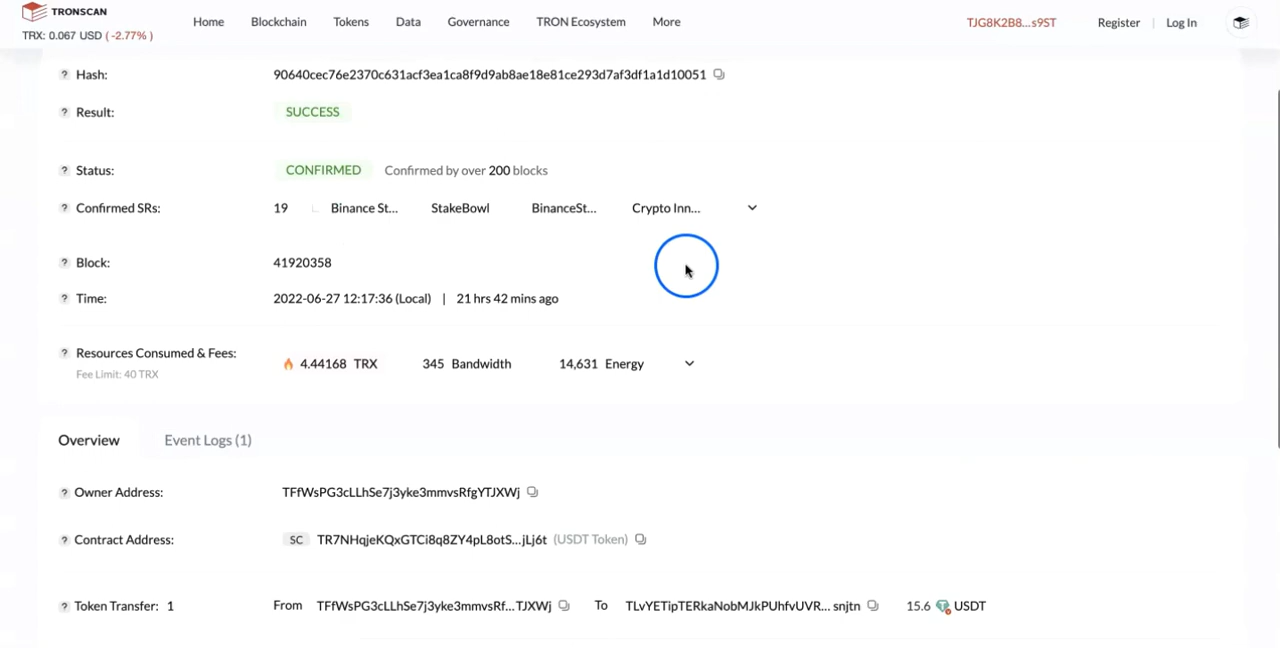 TRONSCAN
TRX: 0.067 USD ( -2.77% )
Home Blockchain Tokens Data Governance TRON Ecosystem More
TJG8K2B8...s9ST Register | Log In
? Hash: 90640cec76e2370c631acf3ea1ca8f9d9ab8ae18e81ce293d7af3df1a1d10051
? Result: SUCCESS
? Status: CONFIRMED Confirmed by over 200 blocks
? Confirmed SRs: 19 Binance St... StakeBowl BinanceSt... Crypto Inn...
? Block: 41920358
? Time: 2022-06-27 12:17:36 (Local) | 21 hrs 42 mins ago
? Resources Consumed & Fees: 4.44168 TRX 345 Bandwidth 14,631 Energy
Fee Limit: 40 TRX
Overview Event Logs (1)
? Owner Address: TFfWsPG3cLLhSe7j3yke3mmvsRfgYTJXWj
? Contract Address: SC TR7NHqjeKQxGTCi8q8ZY4pL8otS...jLj6t (USDT Token)
? Token Transfer: 1 From TFfWsPG3cLLhSe7j3yke3mmvsRf...TJXWj To TLvYETipTERkaNobMJkPUhfvUVR... snjtn 15.6 USDT